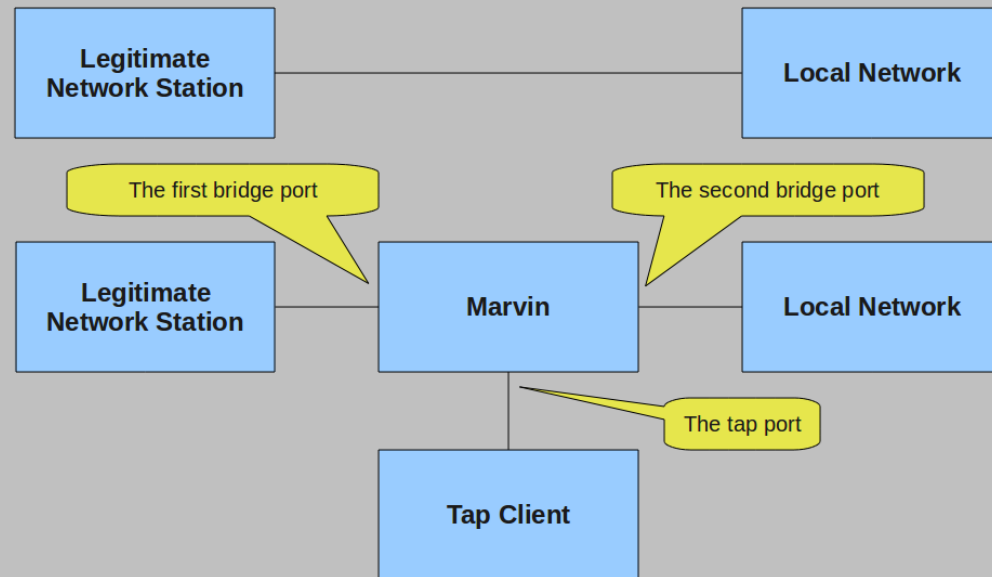 Legitimate
Network Station
Local Network
The first bridge port
The second bridge port
Legitimate
Network Station
Marvin
Local Network
The tap port
Tap Client